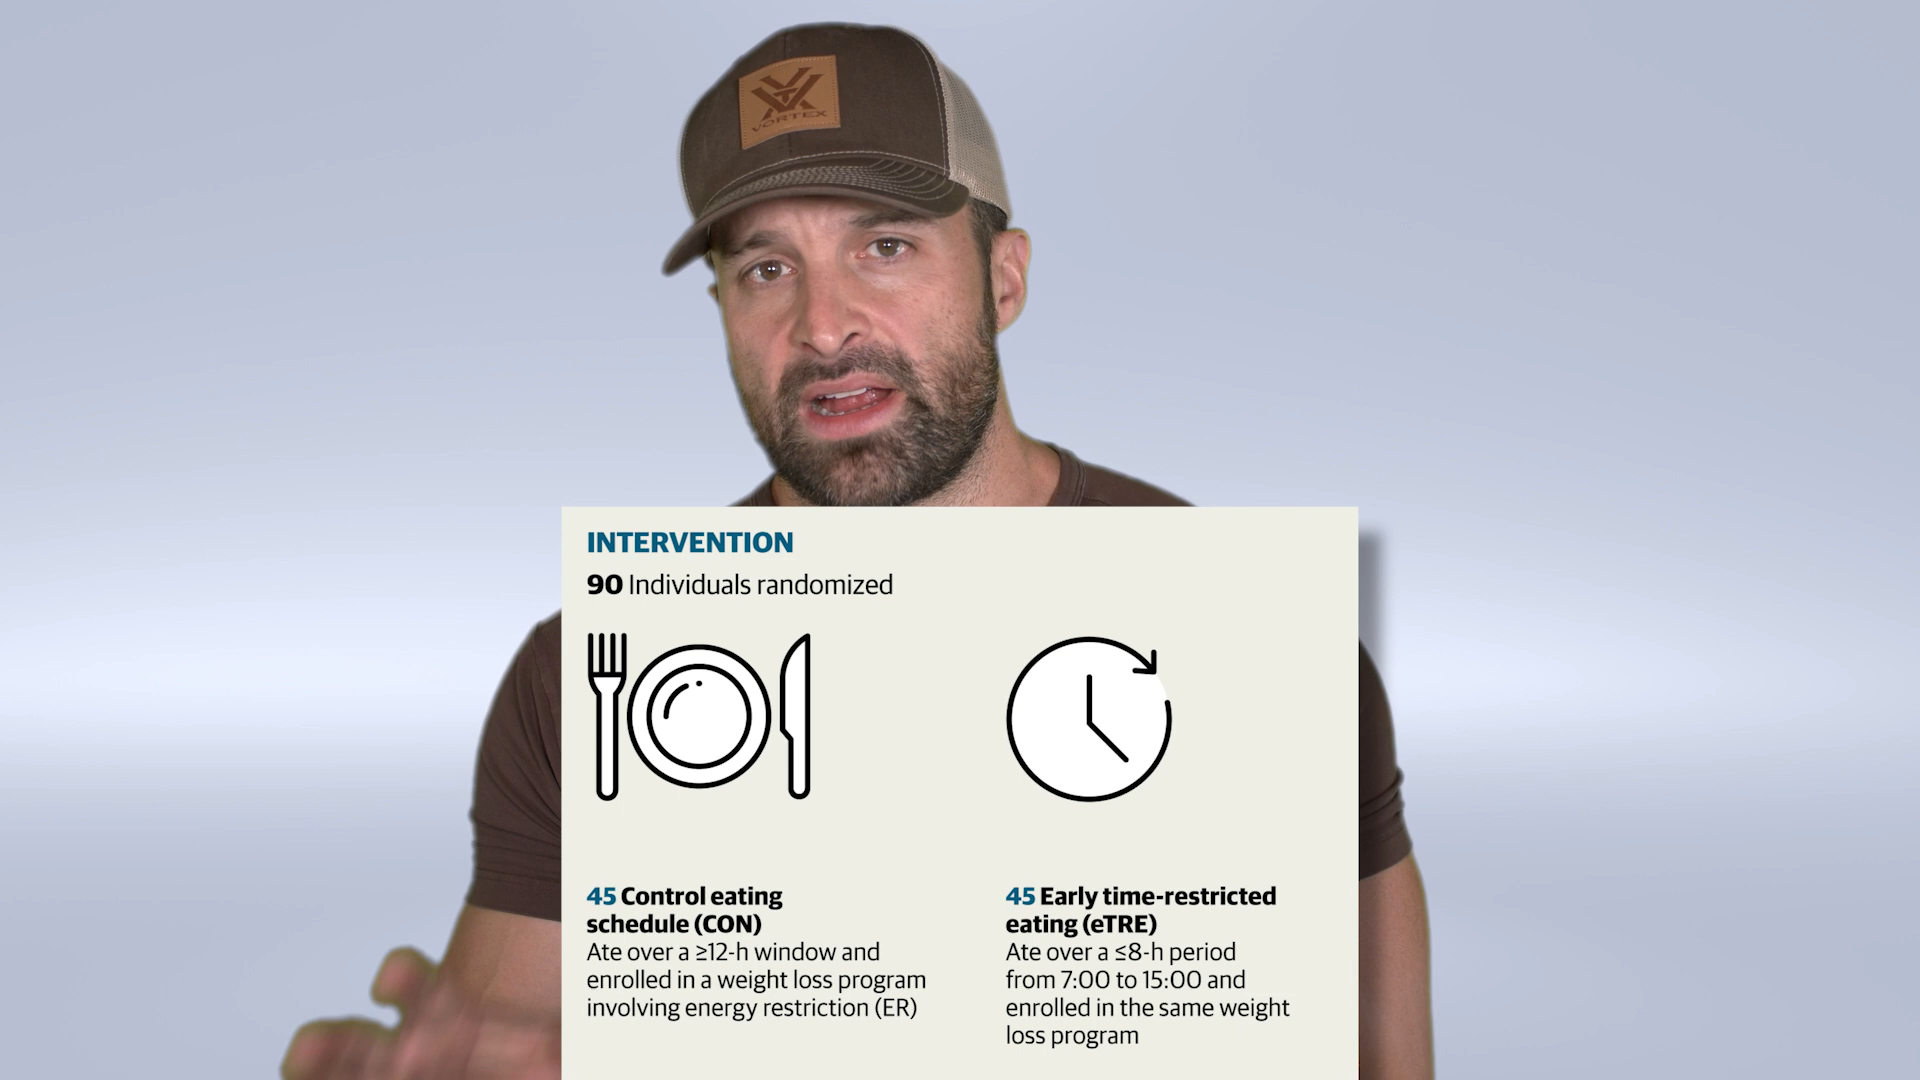 VORTEX
INTERVENTION
90 Individuals randomized
45 Control eating
schedule (CON)
Ate over a ≥12-h window and
enrolled in a weight loss program
involving energy restriction (ER)
45 Early time-restricted
eating (eTRE)
Ate over a ≤8-h period
from 7:00 to 15:00 and
enrolled in the same weight
loss program